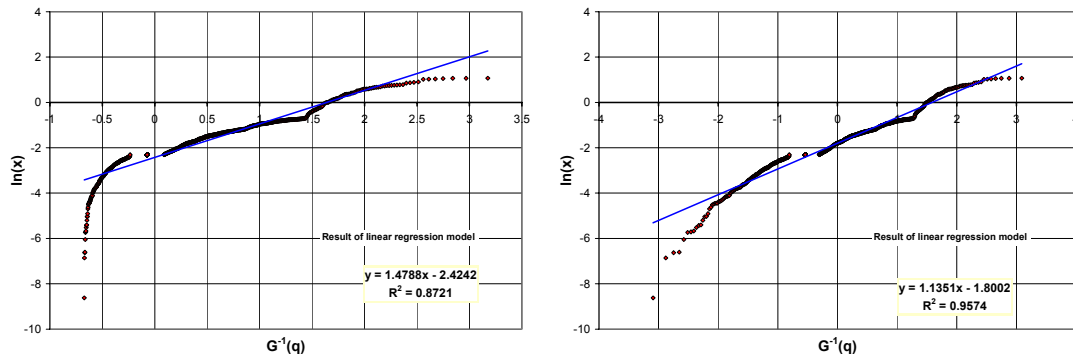 4
2
0
-2
-4
-6
-8
-10
-1 -0.5 0 0.5 1 1.5 2 2.5 3 3.5
ln(x)
G⁻¹(q)
Result of linear regression model
y = 1.4788x - 2.4242
R² = 0.8721
4
2
0
-2
-4
-6
-8
-10
-4 -3 -2 -1 0 1 2 3 4
ln(x)
G⁻¹(q)
Result of linear regression model
y = 1.1351x - 1.8002
R² = 0.9574